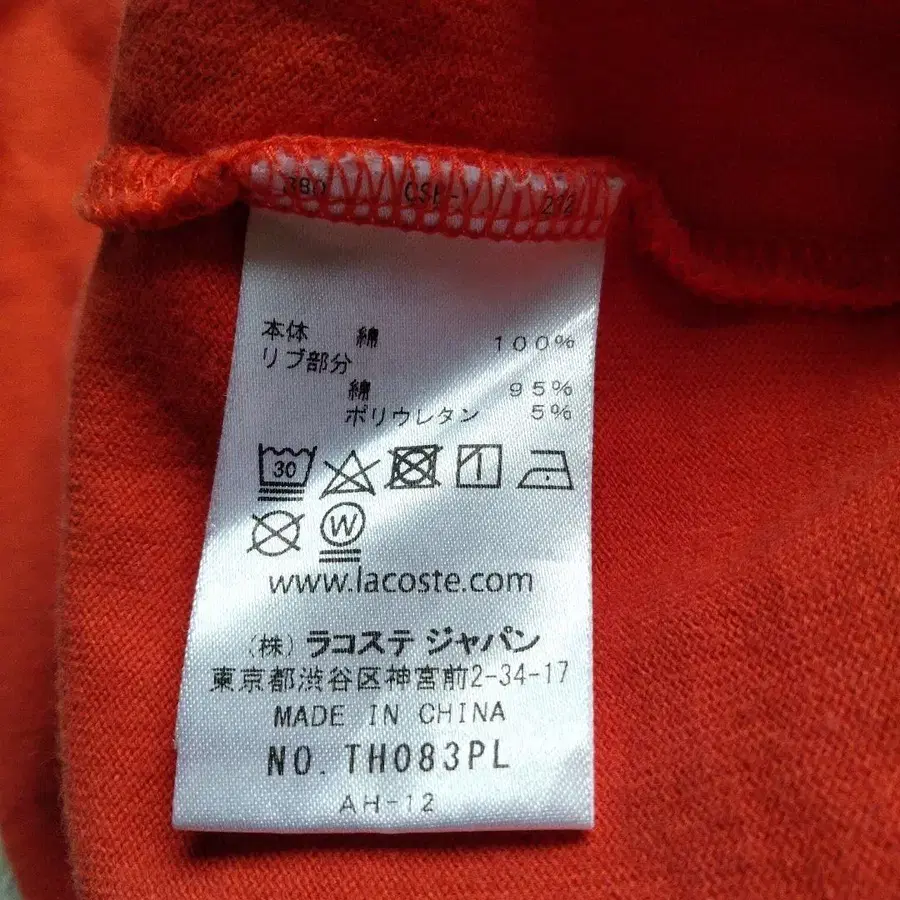 本体 綿 100%
リブ部分
綿 95%
ポリウレタン 5%
30
W
www.lacoste.com
(株) ラコステ ジャパン
東京都渋谷区神宮前2-34-17
MADE IN CHINA
NO. TH083PL
AH-12